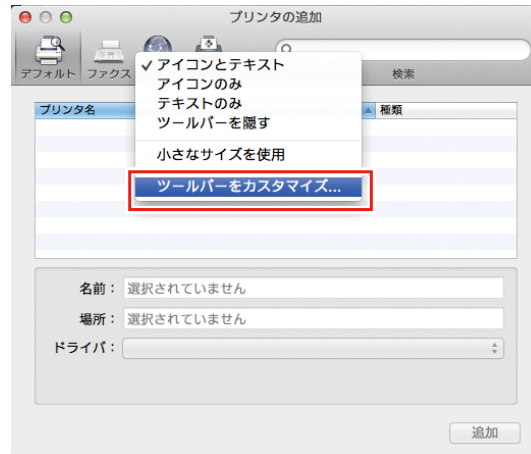 プリンタの追加
デフォルト ファクス 検索
✓ アイコンとテキスト
アイコンのみ
テキストのみ
ツールバーを隠す
小さなサイズを使用
ツールバーをカスタマイズ...
プリンタ名 種類
名前： 選択されていません
場所： 選択されていません
ドライバ：
追加